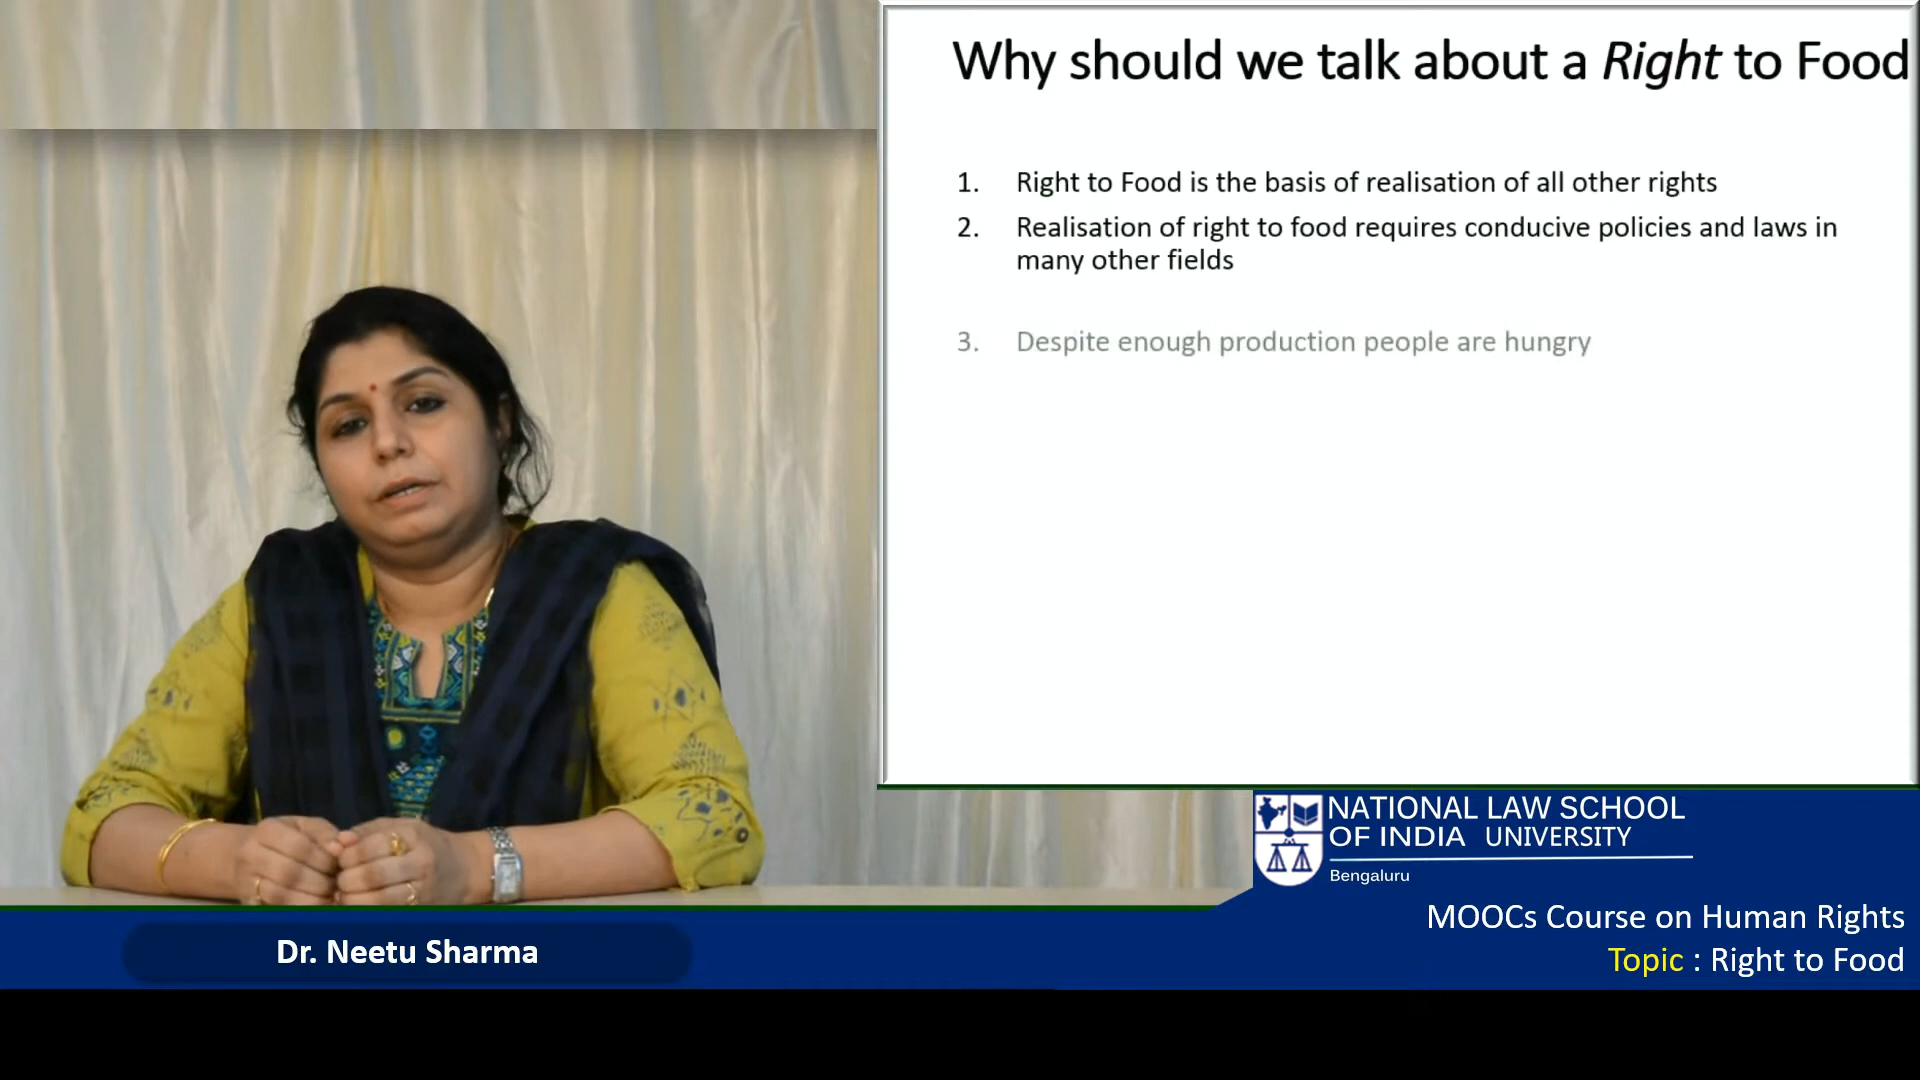 Why should we talk about a Right to Food
1. Right to Food is the basis of realisation of all other rights
2. Realisation of right to food requires conducive policies and laws in
many other fields
3. Despite enough production people are hungry
NATIONAL LAW SCHOOL
OF INDIA UNIVERSITY
Bengaluru
MOOCs Course on Human Rights
Topic : Right to Food
Dr. Neetu Sharma